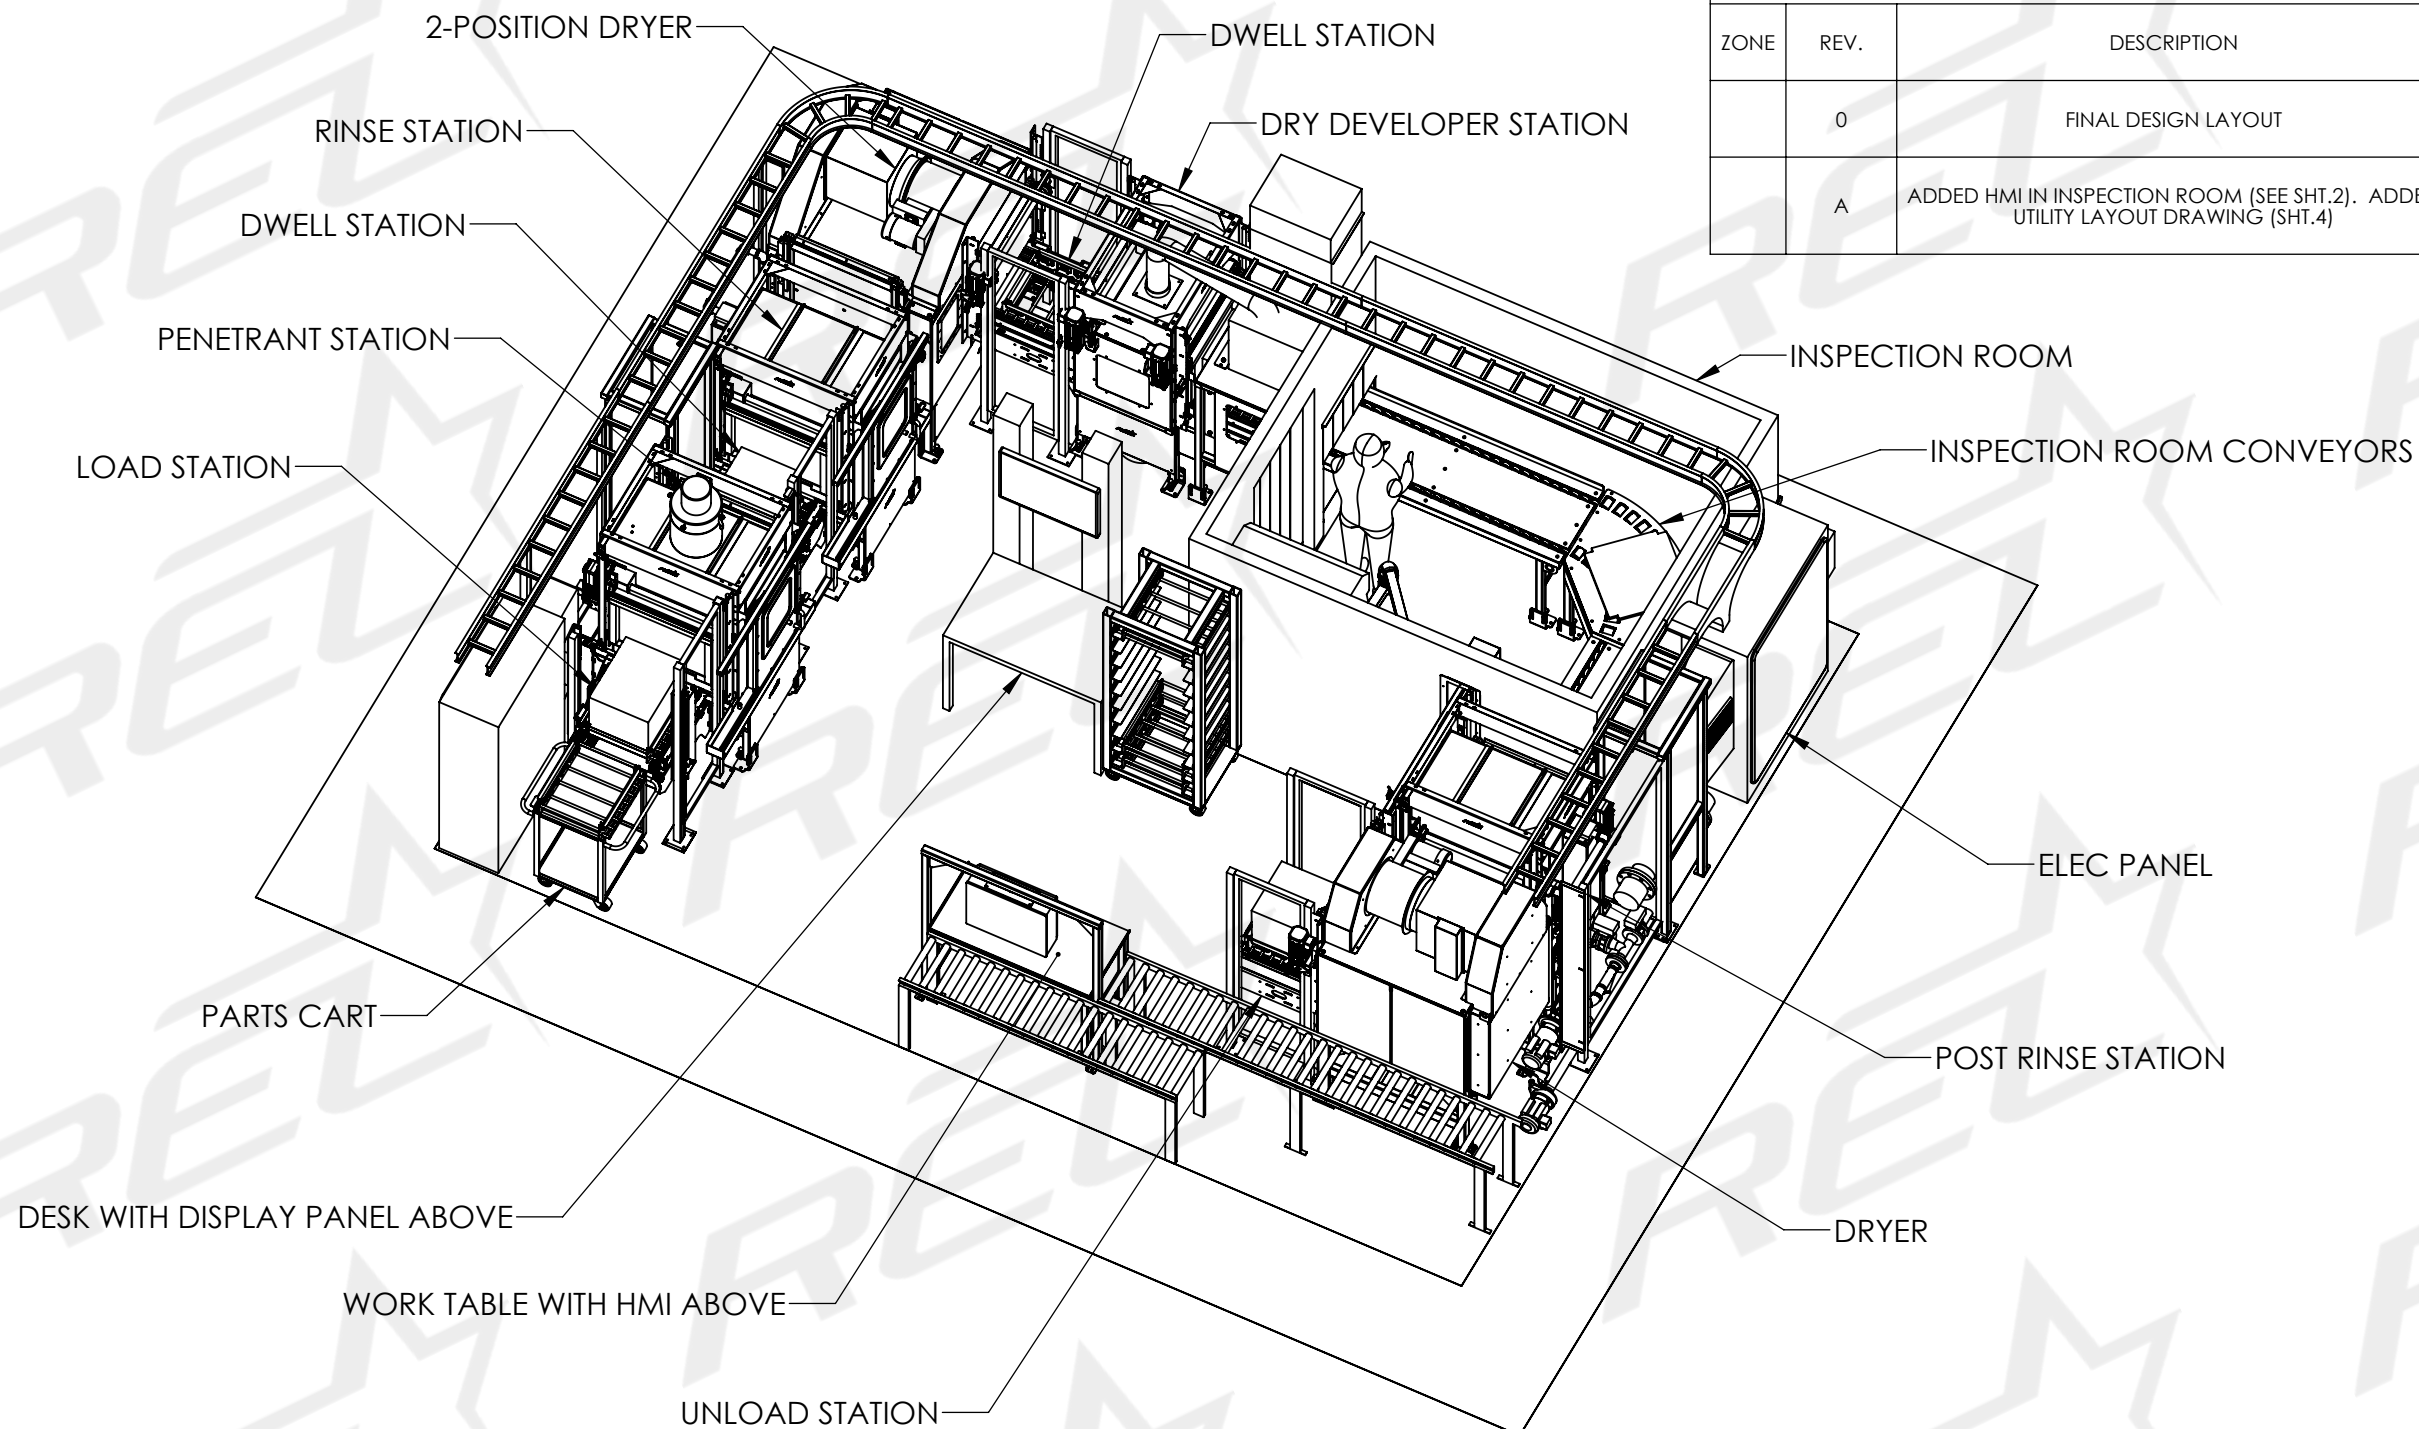 2-POSITION DRYER
DWELL STATION
ZONE REV. DESCRIPTION
RINSE STATION
DRY DEVELOPER STATION
0 FINAL DESIGN LAYOUT
DWELL STATION
A ADDED HMI IN INSPECTION ROOM (SEE SHT.2). ADDE
UTILITY LAYOUT DRAWING (SHT.4)
PENETRANT STATION
INSPECTION ROOM
LOAD STATION
INSPECTION ROOM CONVEYORS
ELEC PANEL
PARTS CART
POST RINSE STATION
DESK WITH DISPLAY PANEL ABOVE
DRYER
WORK TABLE WITH HMI ABOVE
UNLOAD STATION
REL